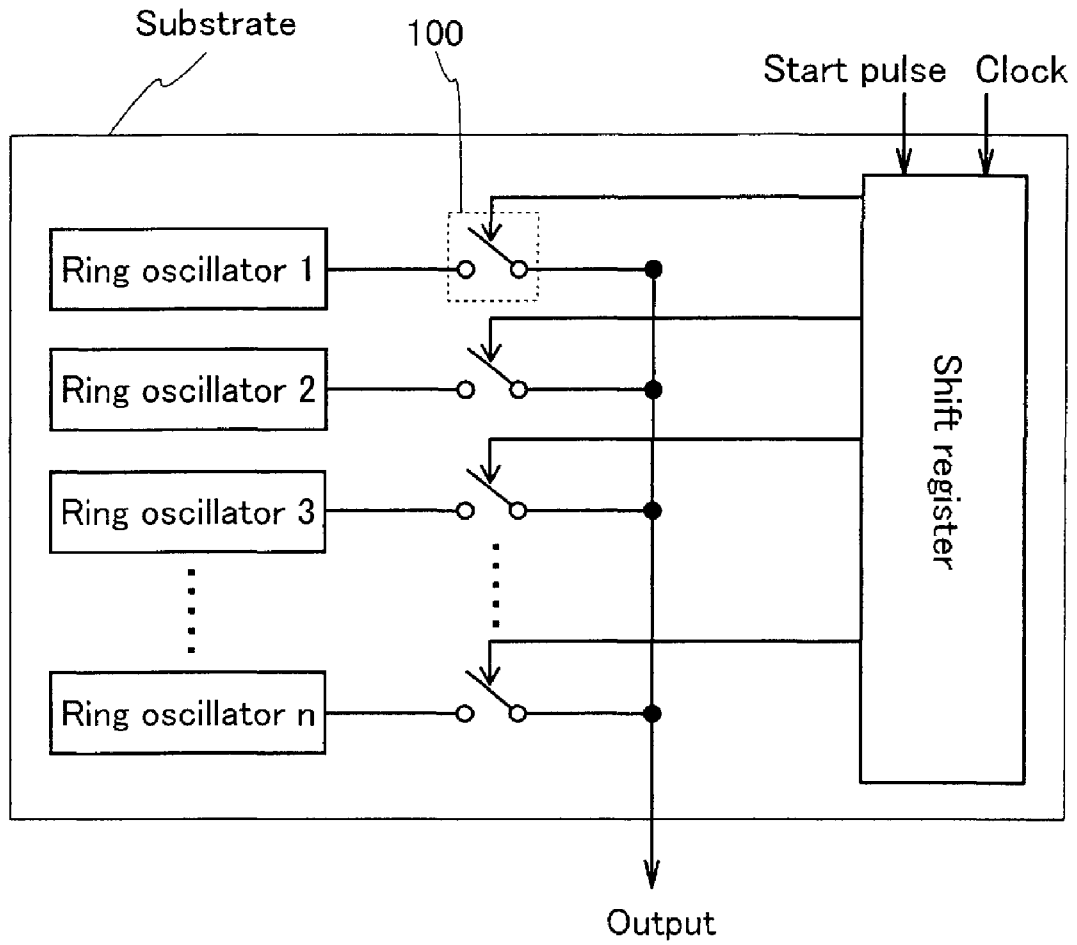 Substrate
100
Start pulse
Clock
Ring oscillator 1
Ring oscillator 2
Ring oscillator 3
Ring oscillator n
Shift register
Output